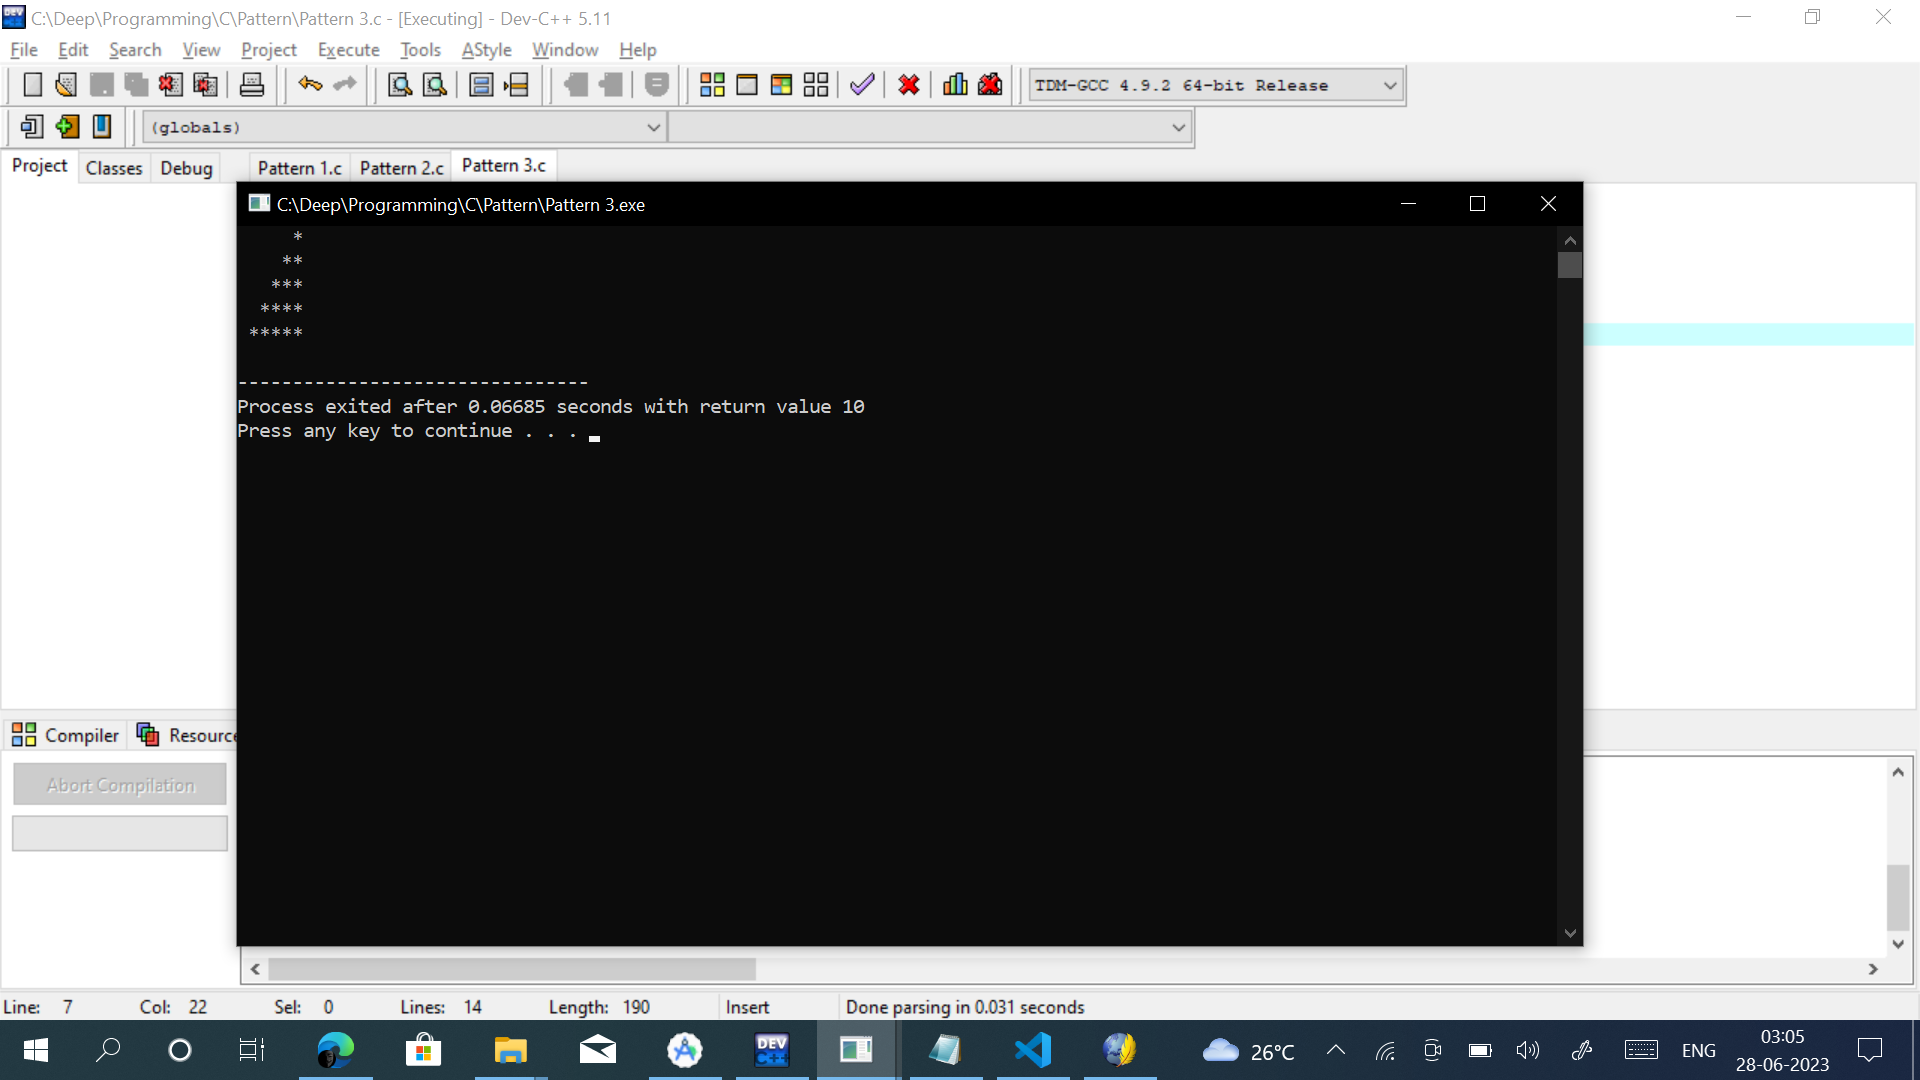 C:\Deep\Programming\C\Pattern\Pattern 3.c - [Executing] - Dev-C++ 5.11
File Edit Search View Project Execute Tools AStyle Window Help
TDM-GCC 4.9.2 64-bit Release
(globals)
Project Classes Debug Pattern 1.c Pattern 2.c Pattern 3.c
C:\Deep\Programming\C\Pattern\Pattern 3.exe
     *
    **
   ***
  ****
 *****
--------------------------------
Process exited after 0.06685 seconds with return value 10
Press any key to continue . . .
Compiler Resource
Abort Compilation
Line: 7 Col: 22 Sel: 0 Lines: 14 Length: 190 Insert Done parsing in 0.031 seconds
DEV C++ 26°C ENG 03:05
28-06-2023